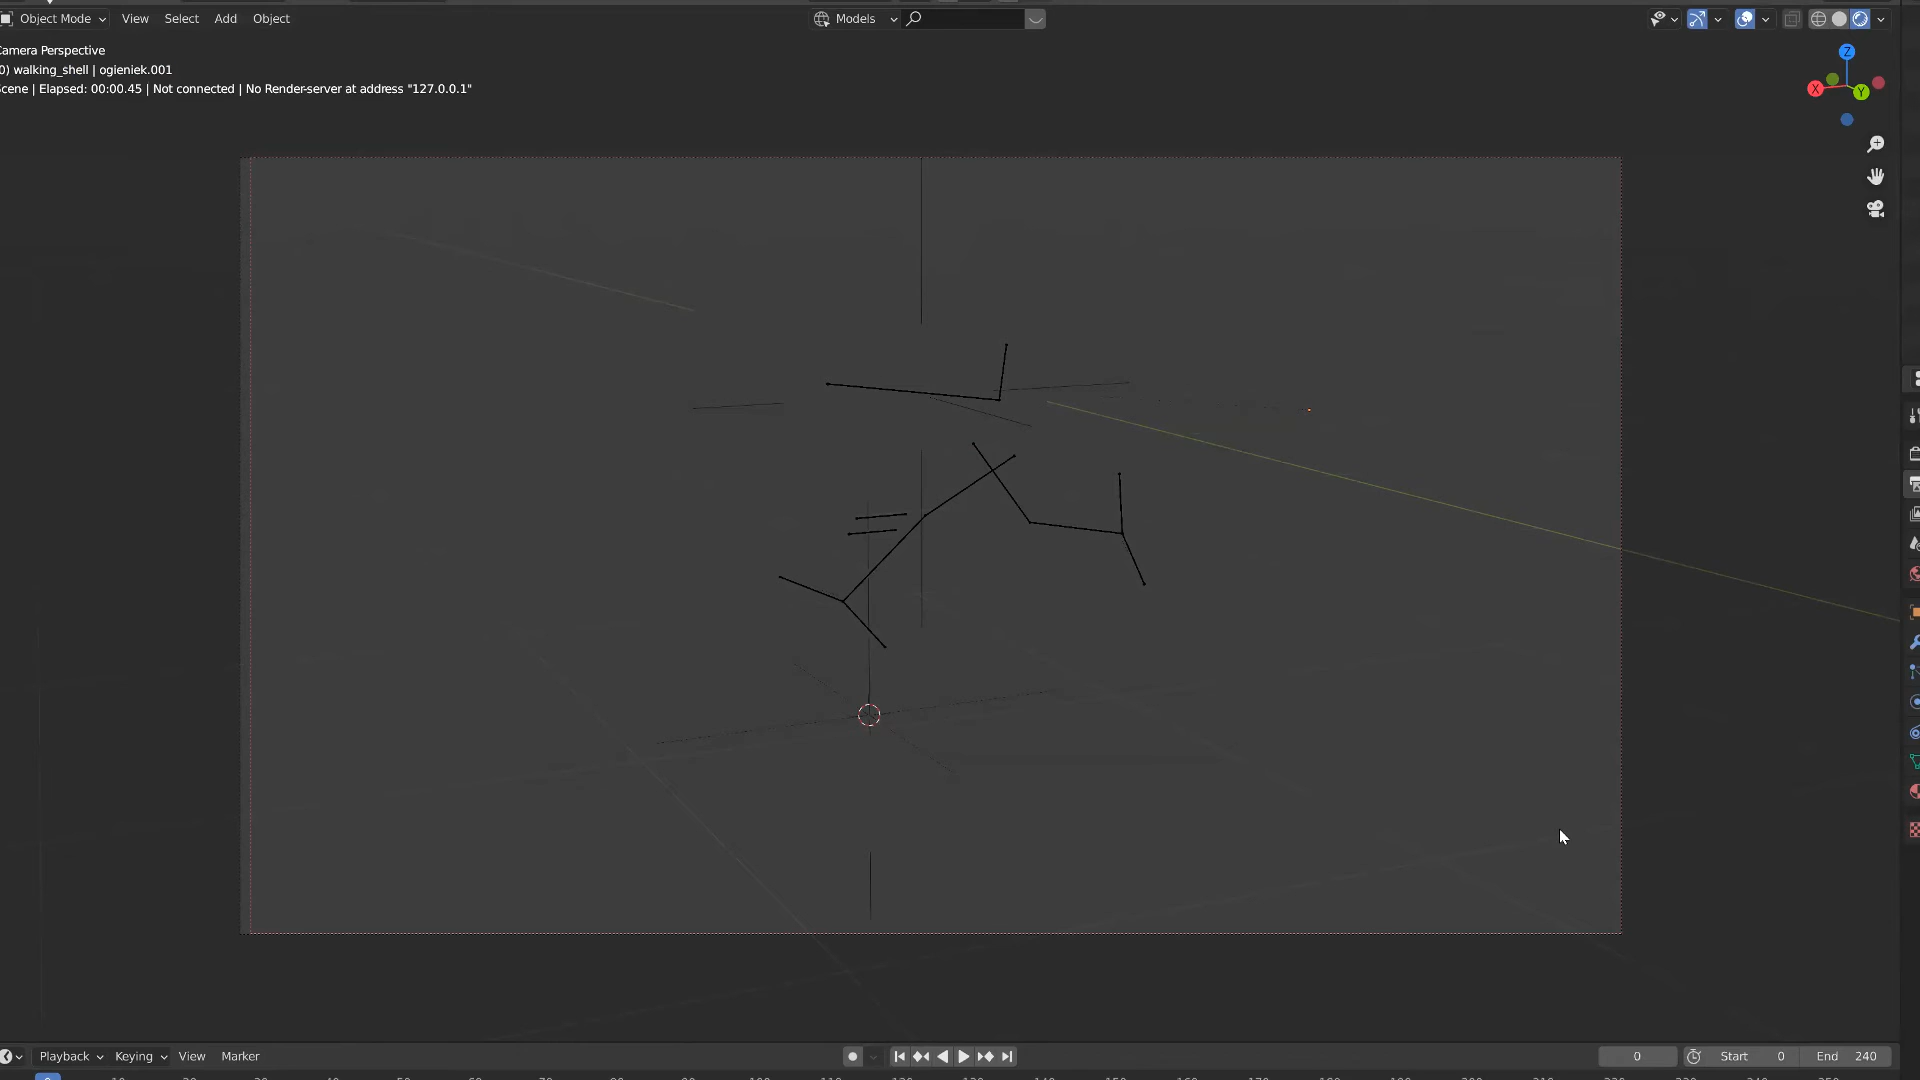 Object Mode View Select Add Object Models
Camera Perspective
0) walking_shell | ogieniek.001
Scene | Elapsed: 00:00.45 | Not connected | No Render-server at address "127.0.0.1"
Z
X
Y
Playback Keying View Marker 0 Start 0 End 240